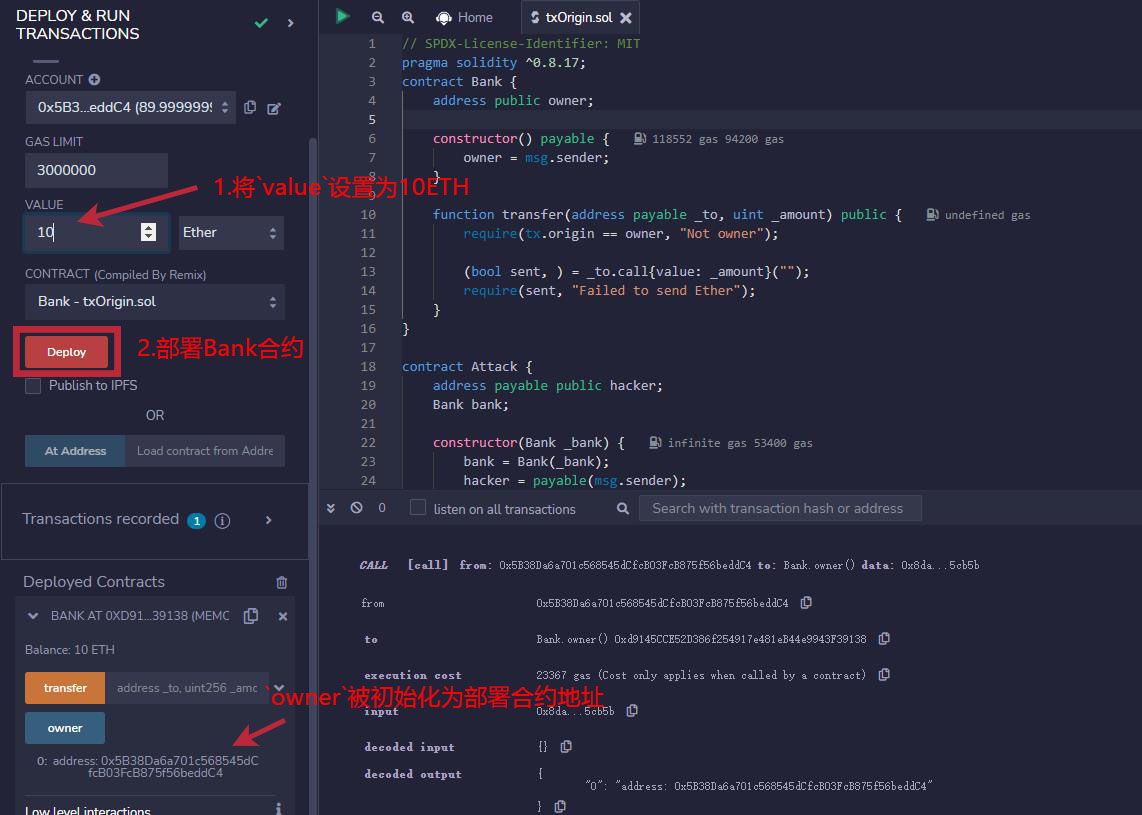 DEPLOY & RUN
TRANSACTIONS
ACCOUNT
0x5B3...eddC4 (89.9999999
GAS LIMIT
3000000
1.将`value`设置为10ETH
VALUE
10
Ether
CONTRACT (Compiled By Remix)
Bank - txOrigin.sol
Deploy
2.部署Bank合约
Publish to IPFS
OR
At Address
Load contract from Addre
Transactions recorded 1 i
Deployed Contracts
BANK AT 0XD91...39138 (MEMC
Balance: 10 ETH
transfer
address _to, uint256 _amc
owner`被初始化为部署合约地址
owner
0: address: 0x5B38Da6a701c568545dC
fcB03FcB875f56beddC4
Low level interactions
i
Home
txOrigin.sol
1 // SPDX-License-Identifier: MIT
2 pragma solidity ^0.8.17;
3 contract Bank {
4 address public owner;
5
6 constructor() payable { 118552 gas 94200 gas
7 owner = msg.sender;
8 }
9
10 function transfer(address payable _to, uint _amount) public { undefined gas
11 require(tx.origin == owner, "Not owner");
12
13 (bool sent, ) = _to.call{value: _amount}("");
14 require(sent, "Failed to send Ether");
15 }
16 }
17
18 contract Attack {
19 address payable public hacker;
20 Bank bank;
21
22 constructor(Bank _bank) { infinite gas 53400 gas
23 bank = Bank(_bank);
24 hacker = payable(msg.sender);
0
listen on all transactions
Search with transaction hash or address
CALL [call] from: 0x5B38Da6a701c568545dCfcB03FcB875f56beddC4 to: Bank.owner() data: 0x8da...5cb5b
from 0x5B38Da6a701c568545dCfcB03FcB875f56beddC4
to Bank.owner() 0xd9145CCE52D386f254917e481eB44e9943F39138
execution cost 23367 gas (Cost only applies when called by a contract)
input 0x8da...5cb5b
decoded input {}
decoded output {
"0": "address: 0x5B38Da6a701c568545dCfcB03FcB875f56beddC4"
}